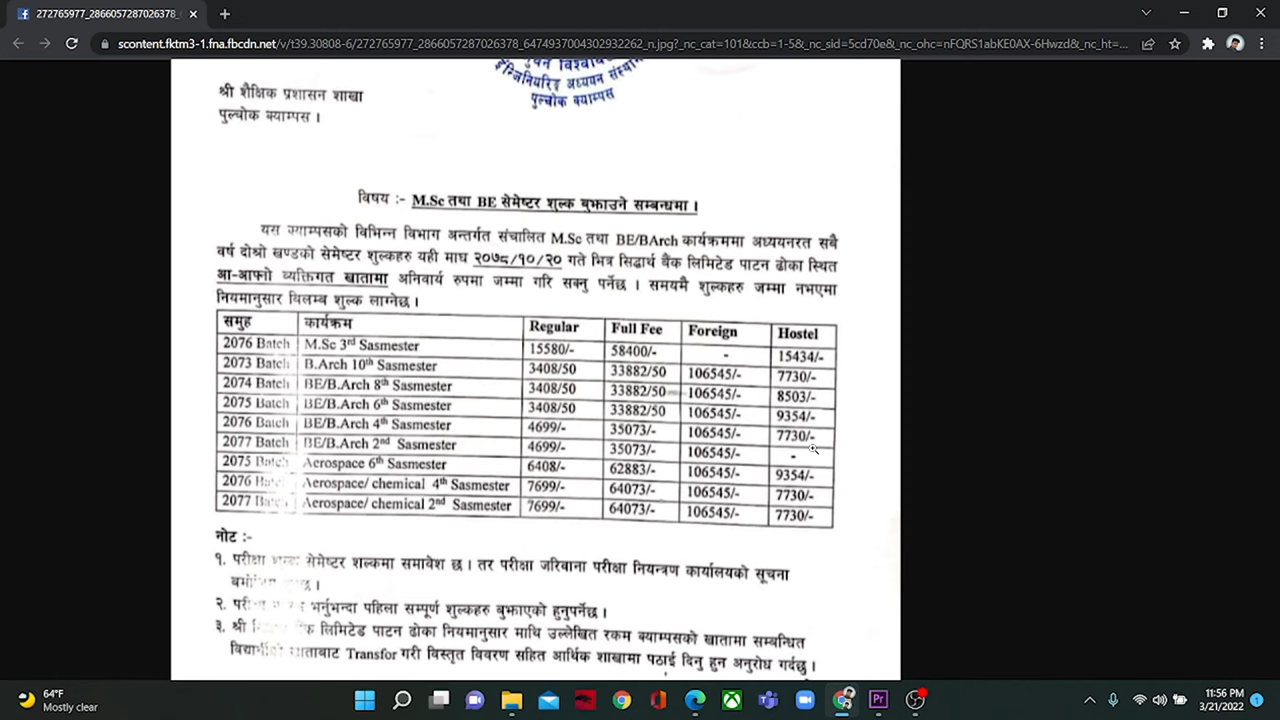 272765977_2866057287026378_
scontent.fktm3-1.fna.fbcdn.net/v/t39.30808-6/272765977_2866057287026378_6474937004302932262_n.jpg?_nc_cat=101&ccb=1-5&_nc_sid=5cd70e&_nc_ohc=nFQRS1abKE0AX-6Hwzd&_nc_ht=...
इन्जिनियरिङ्ग अध्ययन संस्थान
पुल्चोक क्याम्पस
श्री शैक्षिक प्रशासन शाखा
पुल्चोक क्याम्पस ।
विषय :- M.Sc तथा BE सेमेष्टर शुल्क बुझाउने सम्बन्धमा ।
यस क्याम्पसको विभिन्न विभाग अन्तर्गत संचालित M.Sc तथा BE/BArch कार्यक्रममा अध्ययनरत सबै
वर्ष दोश्रो खण्डको सेमेष्टर शुल्कहरु यही माघ २०७८/१०/२० गते भित्र सिद्धार्थ बैंक लिमिटेड पाटन ढोका स्थित
आ-आफ्नो व्यक्तिगत खातामा अनिवार्य रुपमा जम्मा गरि सक्नु पर्नेछ । समयमै शुल्कहरु जम्मा नभएमा
नियमानुसार विलम्ब शुल्क लाग्नेछ ।
समुह कार्यक्रम Regular Full Fee Foreign Hostel
2076 Batch M.Sc 3rd Sasmester 15580/- 58400/- - 15434/-
2073 Batch B.Arch 10th Sasmester 3408/50 33882/50 106545/- 7730/-
2074 Batch BE/B.Arch 8th Sasmester 3408/50 33882/50 106545/- 8503/-
2075 Batch BE/B.Arch 6th Sasmester 3408/50 33882/50 106545/- 9354/-
2076 Batch BE/B.Arch 4th Sasmester 4699/- 35073/- 106545/- 7730/-
2077 Batch BE/B.Arch 2nd Sasmester 4699/- 35073/- 106545/- -
2075 Batch Aerospace 6th Sasmester 6408/- 62883/- 106545/- 9354/-
2076 Batch Aerospace/ chemical 4th Sasmester 7699/- 64073/- 106545/- 7730/-
2077 Batch Aerospace/ chemical 2nd Sasmester 7699/- 64073/- 106545/- 7730/-
नोट :-
१. परीक्षा सेमेष्टर शल्कमा समावेश छ । तर परीक्षा जरिवाना परीक्षा नियन्त्रण कार्यालयको सूचना
।
२. भर्नुभन्दा पहिला सम्पूर्ण शुल्कहरु बुझाएको हुनुपर्नेछ ।
३. श्री लिमिटेड पाटन ढोका नियमानुसार माथि उल्लेखित रकम क्याम्पसको खातामा सम्बन्धित
Transfor गरी विस्तृत विवरण सहित आर्थिक शाखामा पठाई दिनु हुन अनुरोध गर्दछु ।
64°F
Mostly clear
11:56 PM
3/21/2022